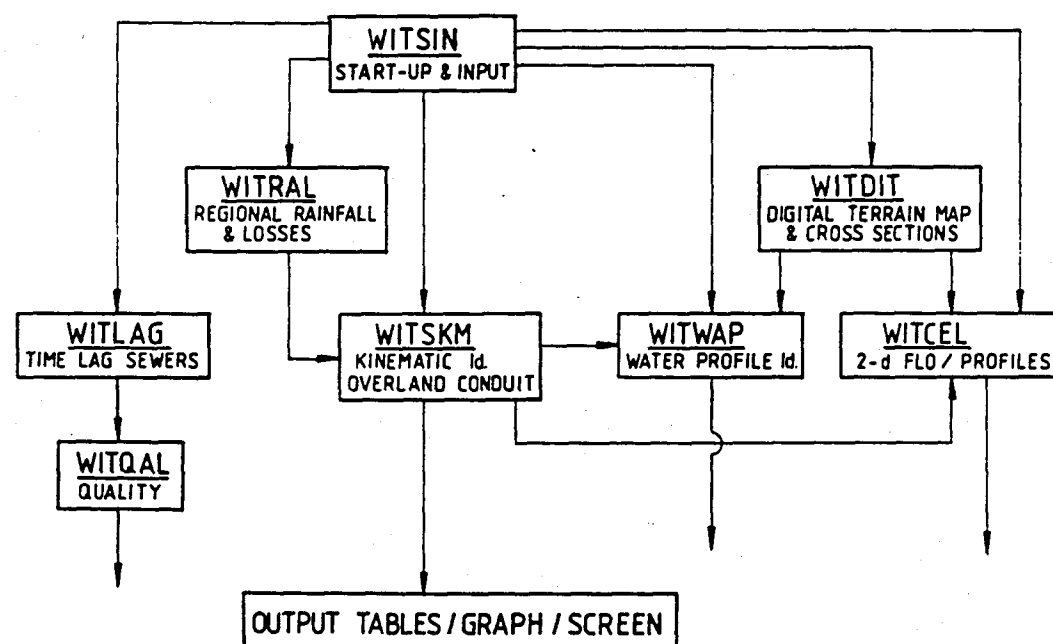 WITSIN
START-UP & INPUT
WITRAL
REGIONAL RAINFALL
& LOSSES
WITDIT
DIGITAL TERRAIN MAP
& CROSS SECTIONS
WITLAG
TIME LAG SEWERS
WITSKM
KINEMATIC 1d.
OVERLAND CONDUIT
WITWAP
WATER PROFILE 1d.
WITCEL
2-d FLO / PROFILES
WITQAL
QUALITY
OUTPUT TABLES / GRAPH / SCREEN